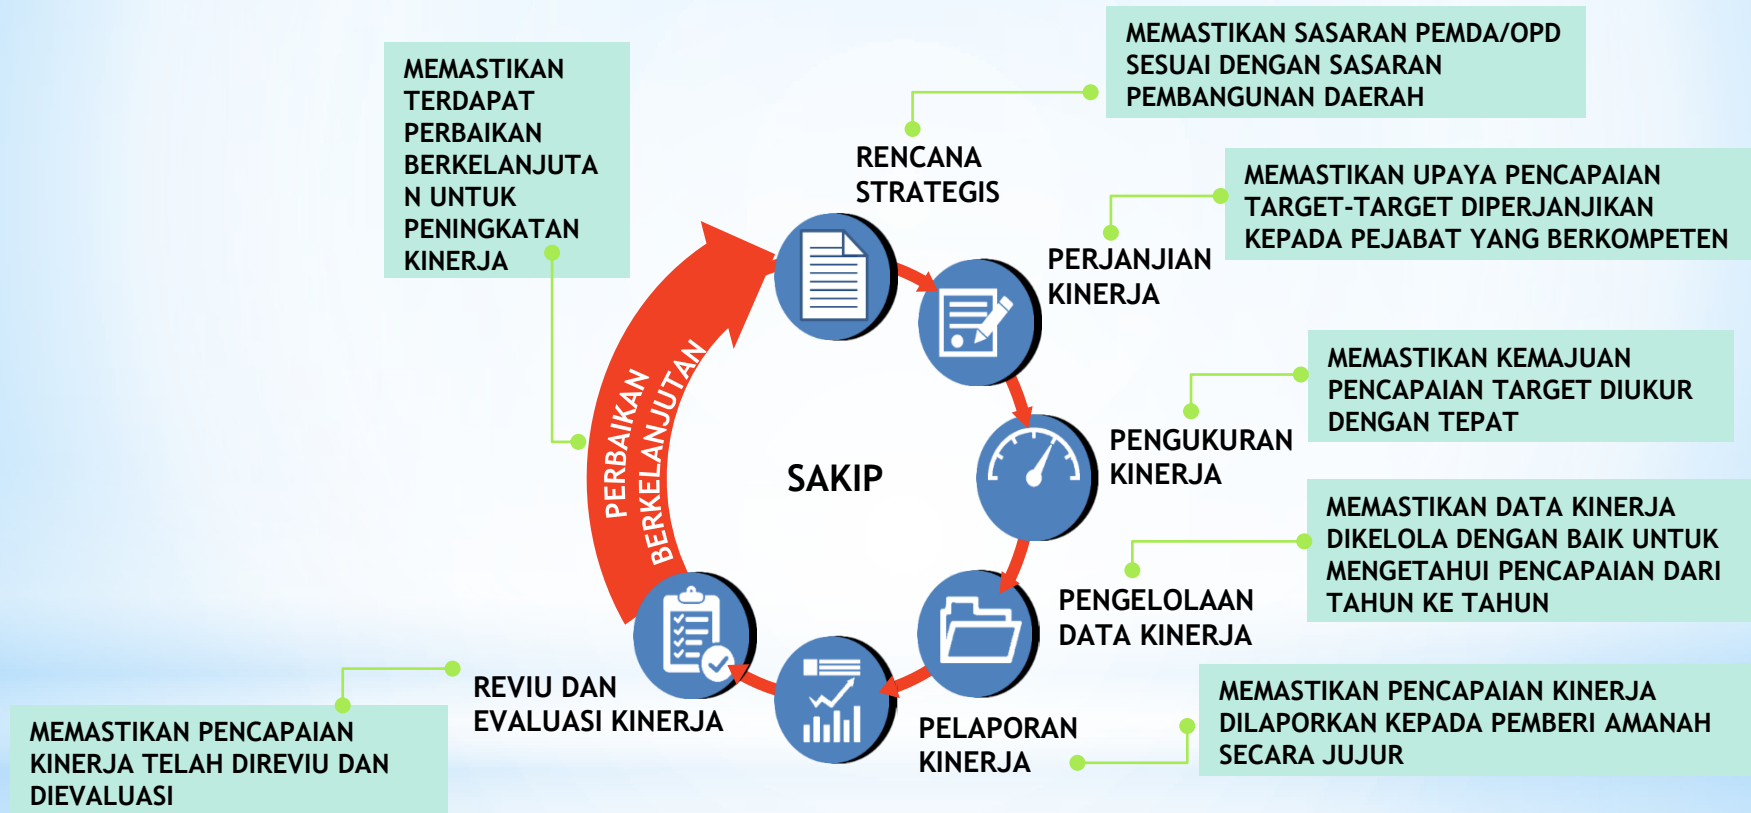 MEMASTIKAN SASARAN PEMDA/OPD
SESUAI DENGAN SASARAN
PEMBANGUNAN DAERAH
MEMASTIKAN
TERDAPAT
PERBAIKAN
BERKELANJUTA
N UNTUK
PENINGKATAN
KINERJA
RENCANA
STRATEGIS
MEMASTIKAN UPAYA PENCAPAIAN
TARGET-TARGET DIPERJANJIKAN
KEPADA PEJABAT YANG BERKOMPETEN
PERJANJIAN
KINERJA
MEMASTIKAN KEMAJUAN
PENCAPAIAN TARGET DIUKUR
DENGAN TEPAT
PENGUKURAN
KINERJA
PERBAIKAN
BERKELANJUTAN
SAKIP
MEMASTIKAN DATA KINERJA
DIKELOLA DENGAN BAIK UNTUK
MENGETAHUI PENCAPAIAN DARI
TAHUN KE TAHUN
PENGELOLAAN
DATA KINERJA
MEMASTIKAN PENCAPAIAN KINERJA
DILAPORKAN KEPADA PEMBERI AMANAH
SECARA JUJUR
PELAPORAN
KINERJA
REVIU DAN
EVALUASI KINERJA
MEMASTIKAN PENCAPAIAN
KINERJA TELAH DIREVIU DAN
DIEVALUASI